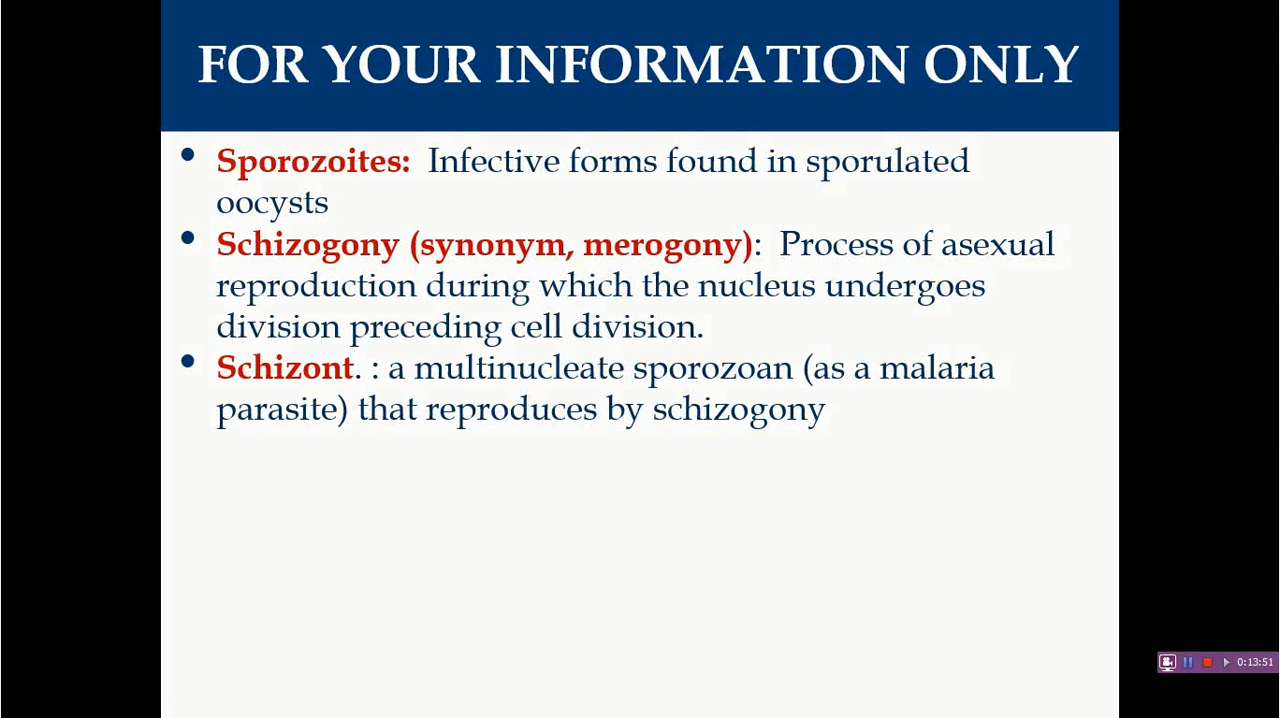 FOR YOUR INFORMATION ONLY
• Sporozoites: Infective forms found in sporulated
oocysts
• Schizogony (synonym, merogony): Process of asexual
reproduction during which the nucleus undergoes
division preceding cell division.
• Schizont. : a multinucleate sporozoan (as a malaria
parasite) that reproduces by schizogony
0:13:51